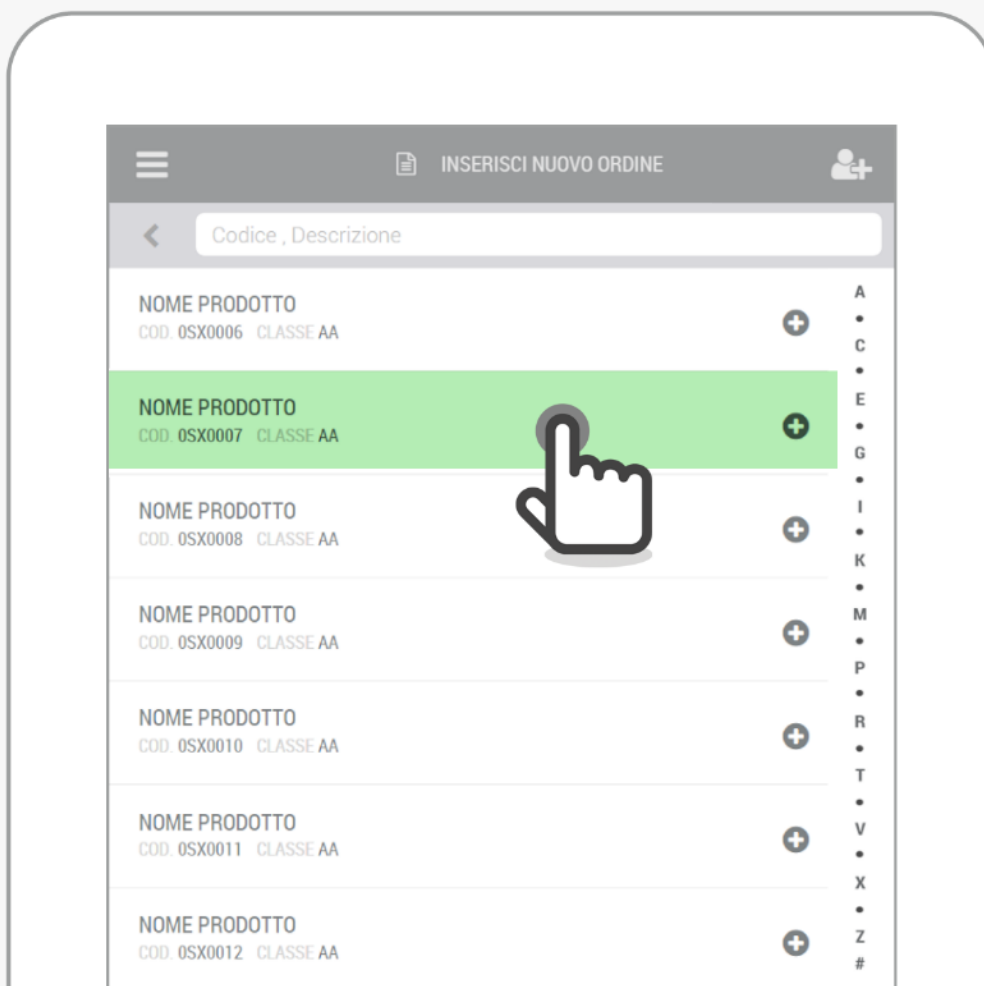 INSERISCI NUOVO ORDINE
Codice , Descrizione
NOME PRODOTTO
COD. 0SX0006 CLASSE AA
NOME PRODOTTO
COD. 0SX0007 CLASSE AA
NOME PRODOTTO
COD. 0SX0008 CLASSE AA
NOME PRODOTTO
COD. 0SX0009 CLASSE AA
NOME PRODOTTO
COD. 0SX0010 CLASSE AA
NOME PRODOTTO
COD. 0SX0011 CLASSE AA
NOME PRODOTTO
COD. 0SX0012 CLASSE AA
A
•
C
•
E
•
G
•
I
•
K
•
M
•
P
•
R
•
T
•
V
•
X
•
Z
#